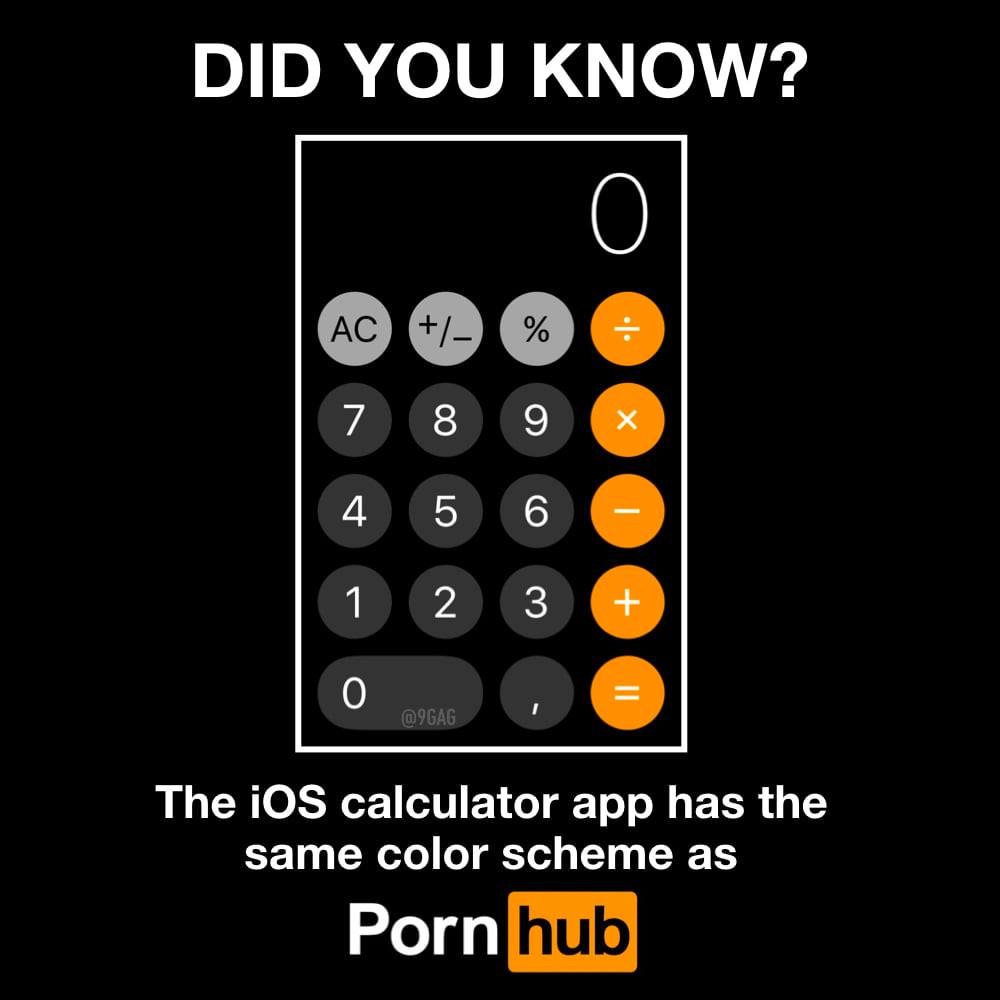 DID YOU KNOW?
0
AC +/− % ÷
7 8 9 ×
4 5 6 −
1 2 3 +
0 , =
@9GAG
The iOS calculator app has the
same color scheme as
Porn hub